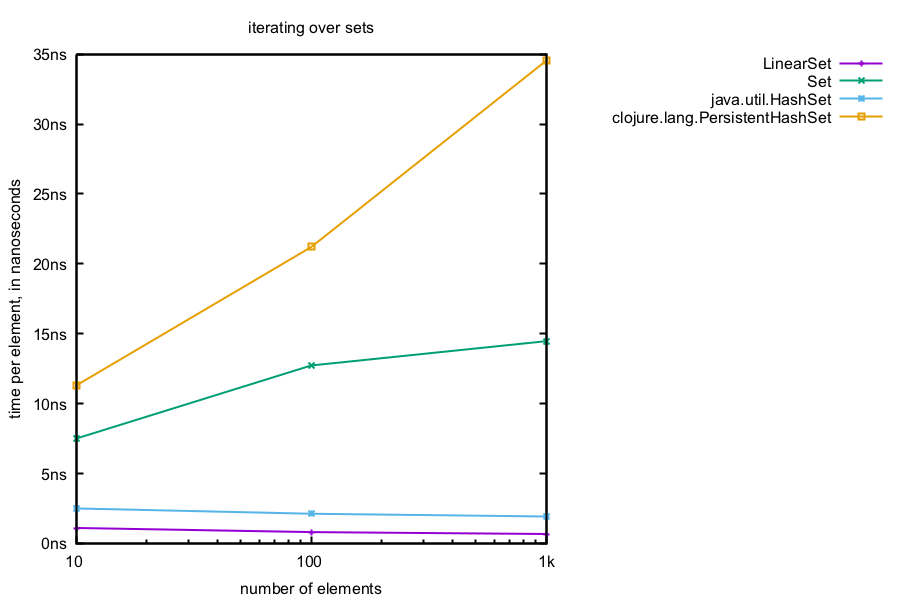 iterating over sets
35ns
30ns
25ns
20ns
15ns
10ns
5ns
0ns
time per element, in nanoseconds
10
100
1k
number of elements
LinearSet
Set
java.util.HashSet
clojure.lang.PersistentHashSet